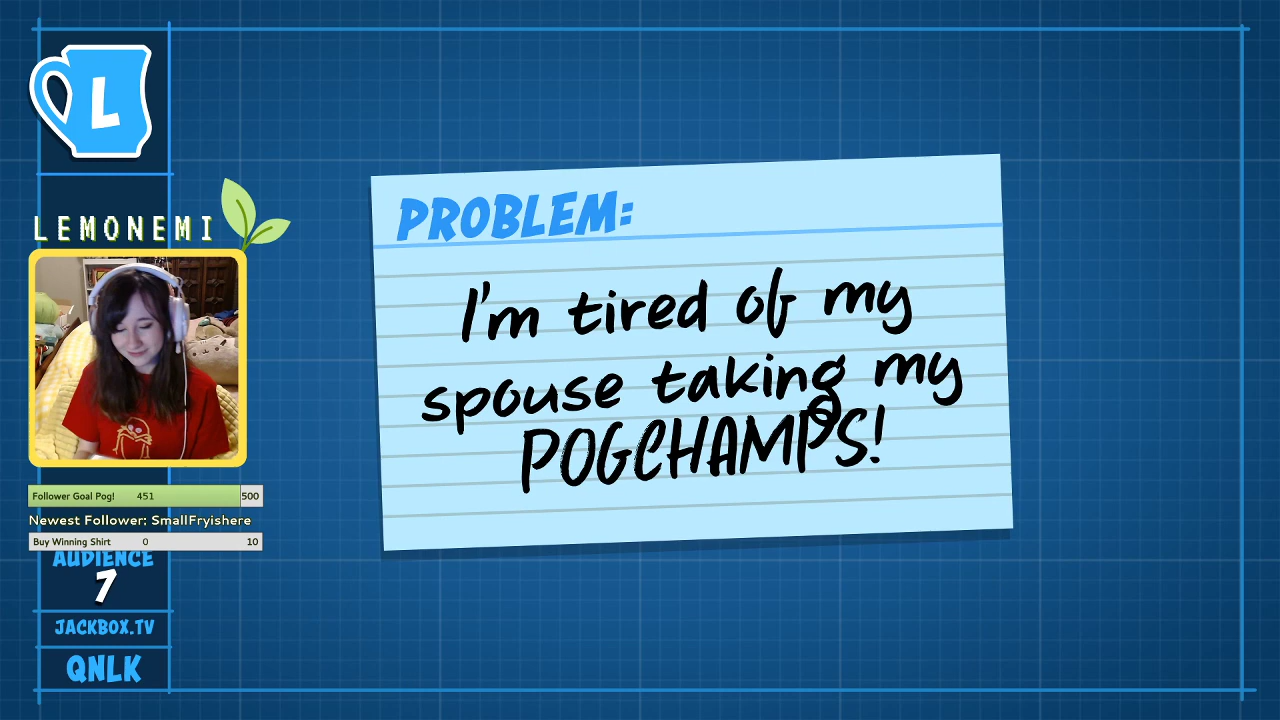 L
LEMONEMI
Follower Goal Pog! 451 500
Newest Follower: SmallFryishere
Buy Winning Shirt 0 10
AUDIENCE
7
JACKBOX.TV
QNLK
PROBLEM:
I'm tired of my
spouse taking my
POGCHAMPS!